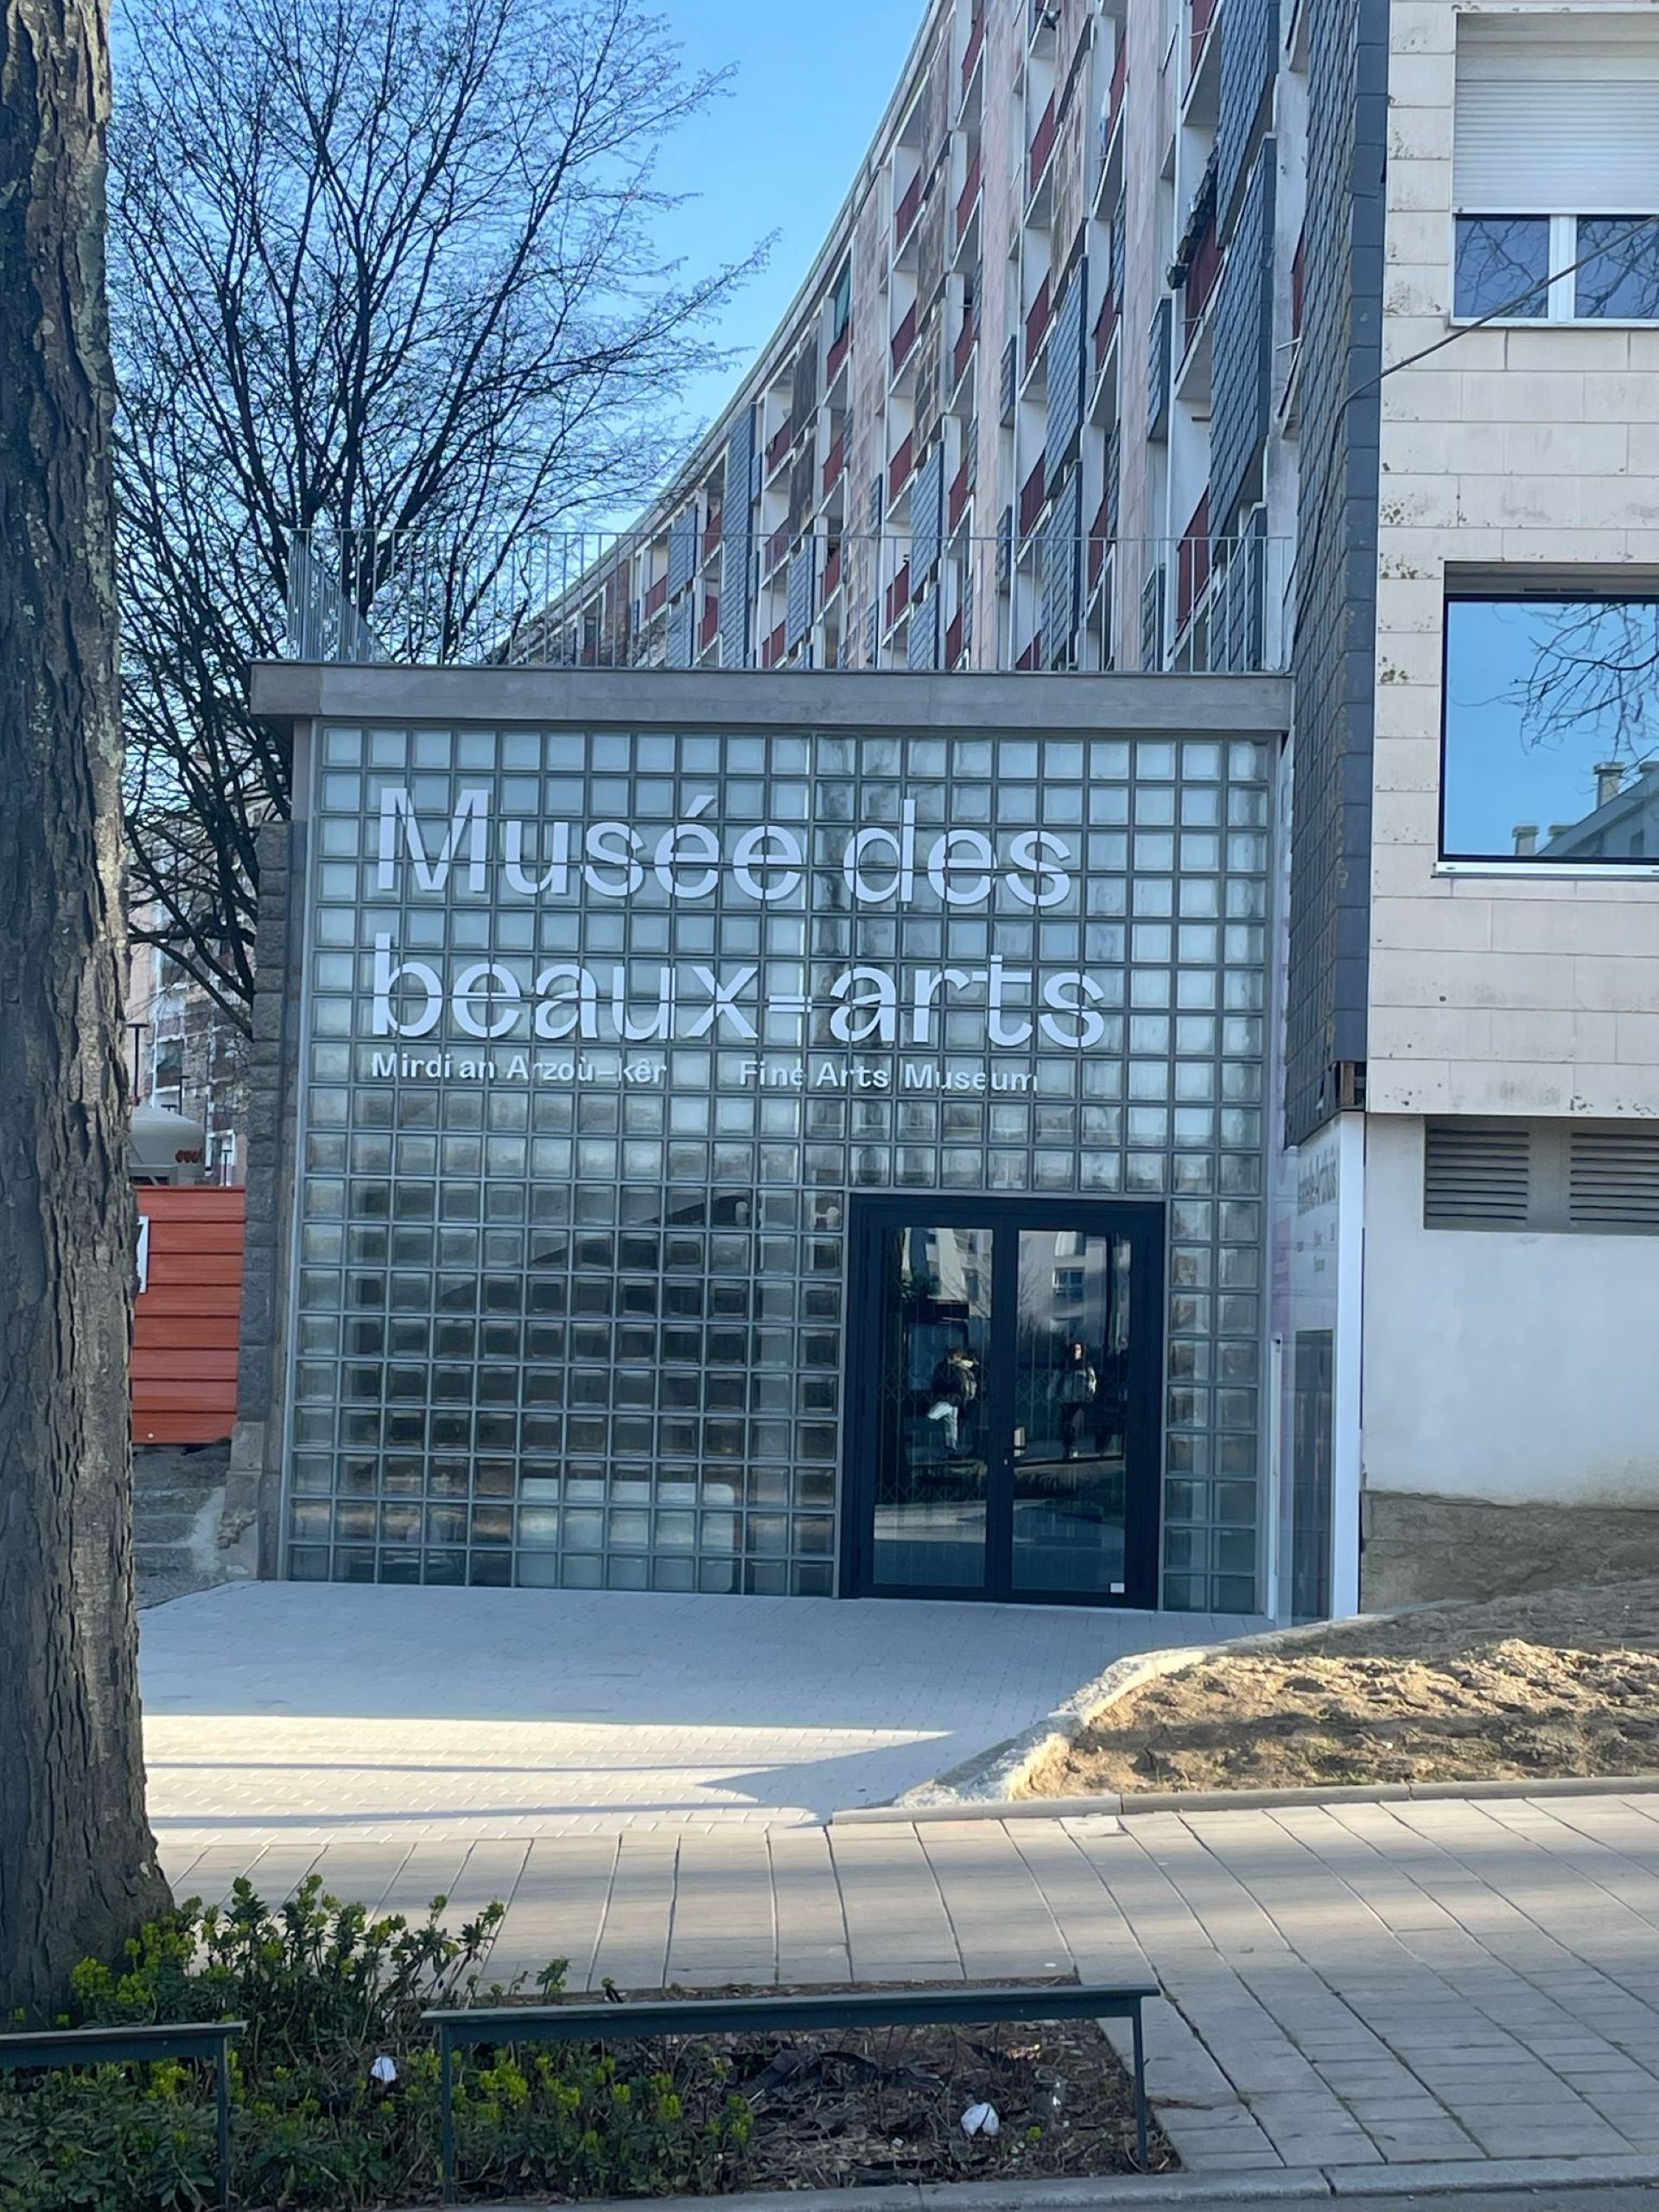 Musée des
beaux-arts
Mirdi an Arzoù-kêr Fine Arts Museum